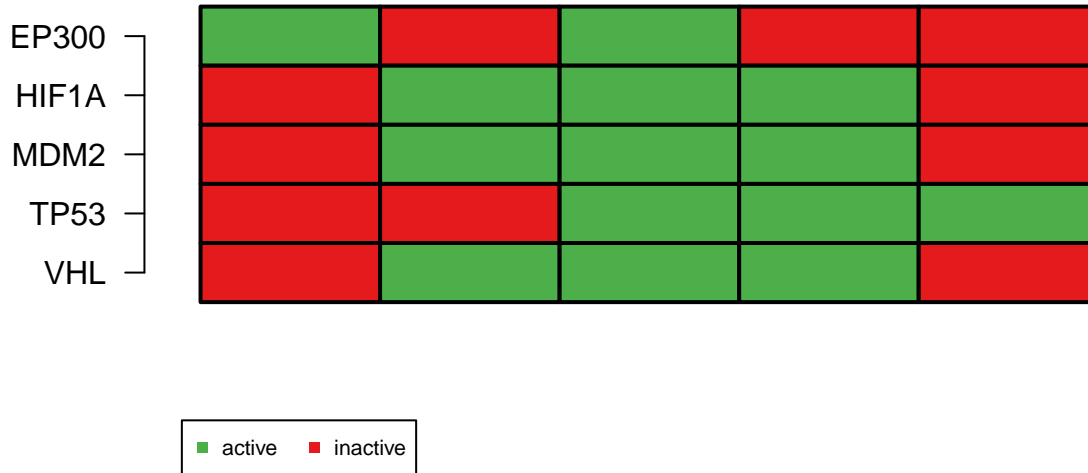 EP300
HIF1A
MDM2
TP53
VHL
active inactive